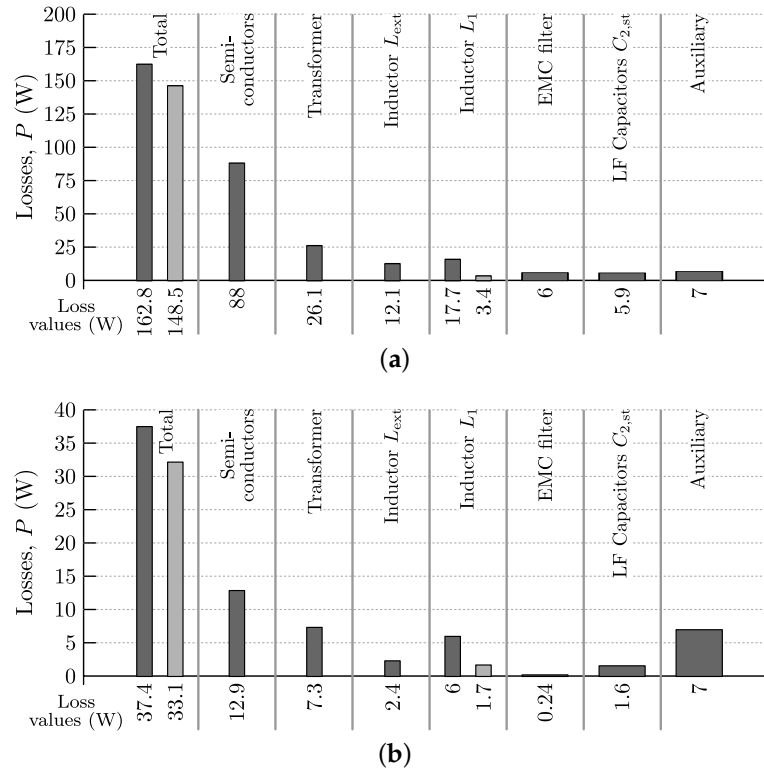 200
175
150
125
100
75
50
25
0
Losses, P (W)
Total
Semi-
conductors
Transformer
Inductor Lext
Inductor L1
EMC filter
LF Capacitors C2,st
Auxiliary
Loss
values (W)
162.8
148.5
88
26.1
12.1
17.7
3.4
6
5.9
7
(a)
40
35
30
25
20
15
10
5
0
Losses, P (W)
Total
Semi-
conductors
Transformer
Inductor Lext
Inductor L1
EMC filter
LF Capacitors C2,st
Auxiliary
Loss
values (W)
37.4
33.1
12.9
7.3
2.4
6
1.7
0.24
1.6
7
(b)